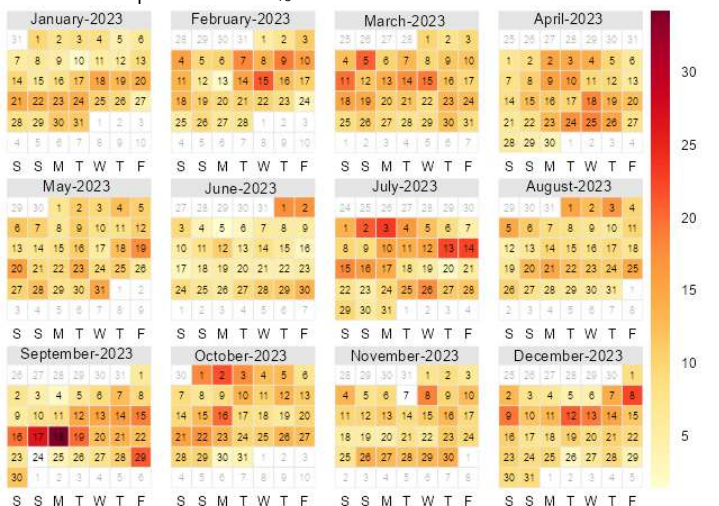 January-2023 February-2023 March-2023 April-2023
31 1 2 3 4 5 6 28 29 30 31 1 2 3 25 26 27 28 1 2 3 25 26 27 28 29 30 31
7 8 9 10 11 12 13 4 5 6 7 8 9 10 4 5 6 7 8 9 10 1 2 2 3 4 5 6
14 15 16 17 18 19 20 11 12 13 14 15 16 17 11 12 13 14 15 16 17 7 8 9 10 11 12 13
21 22 23 24 25 26 27 18 19 20 21 22 23 24 18 19 20 21 22 23 24 14 15 16 17 18 19 20
28 29 30 31 1 2 3 25 26 27 28 1 2 3 25 26 27 28 29 30 31 21 22 23 24 25 26 27
4 5 6 7 8 9 10 4 5 6 7 8 9 10 1 2 3 4 5 6 7 28 29 30 1 2 3 4
S S M T W T F S S M T W T F S S M T W T F S S M T W T F
May-2023 June-2023 July-2023 August-2023
29 30 1 2 3 4 5 27 28 29 30 31 1 2 24 25 26 27 28 29 30 29 30 31 1 2 3 4
6 7 8 9 10 11 12 3 4 5 6 7 8 9 1 2 3 4 5 6 7 5 6 7 8 9 10 11
13 14 15 16 17 18 19 10 11 12 13 14 15 16 8 9 10 11 12 13 14 12 13 14 15 16 17 18
20 21 22 23 24 25 26 17 18 19 20 21 22 23 15 16 17 18 19 20 21 19 20 21 22 23 24 25
27 28 29 30 31 1 2 24 25 26 27 28 29 30 22 23 24 25 26 27 28 26 27 28 29 30 31 1
3 4 5 6 7 8 9 1 2 3 4 5 6 7 29 30 31 1 2 3 4 2 3 4 5 6 7 8
S S M T W T F S S M T W T F S S M T W T F S S M T W T F
September-2023 October-2023 November-2023 December-2023
26 27 28 29 30 31 1 30 1 2 3 4 5 6 28 29 30 31 1 2 3 25 26 27 28 29 30 1
2 3 4 5 6 7 8 7 8 9 10 11 12 13 4 5 6 7 8 9 10 2 3 4 5 6 7 8
9 10 11 12 13 14 15 14 15 16 17 18 19 20 11 12 13 14 15 16 17 9 10 11 12 13 14 15
16 17 18 19 20 21 22 21 22 23 24 25 26 27 18 19 20 21 22 23 24 16 17 18 19 20 21 22
23 24 25 26 27 28 29 28 29 30 31 1 2 3 25 26 27 28 29 30 1 23 24 25 26 27 28 29
30 1 2 3 4 5 6 4 5 6 7 8 9 10 2 3 4 5 6 7 8 30 31 1 2 3 4 5
S S M T W T F S S M T W T F S S M T W T F S S M T W T F
30
25
20
15
10
5